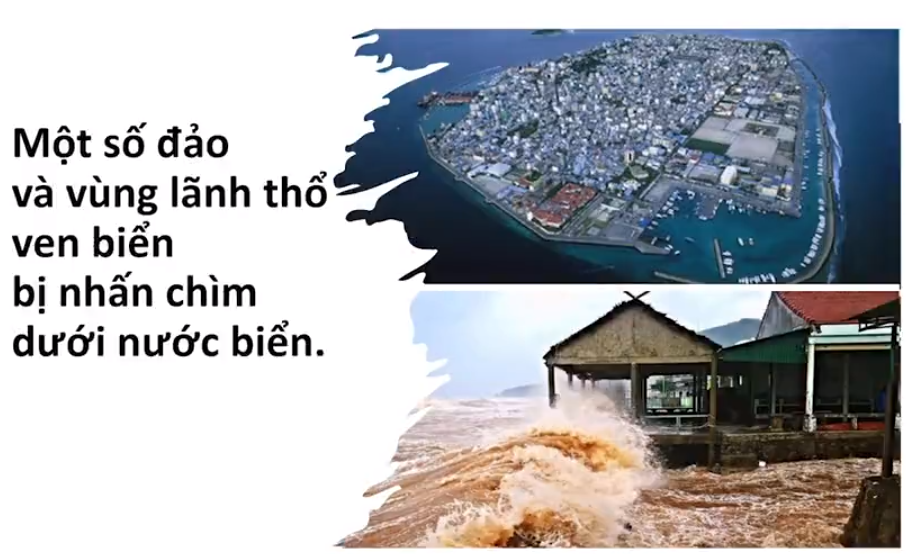 Một số đảo
và vùng lãnh thổ
ven biển
bị nhấn chìm
dưới nước biển.